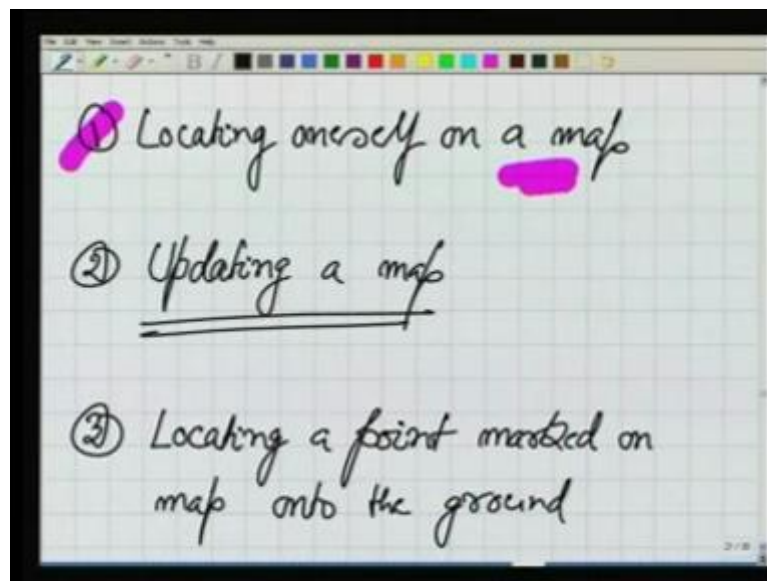 ① Locating oneself on a map
② Updating a map
③ Locating a point marked on
map onto the ground